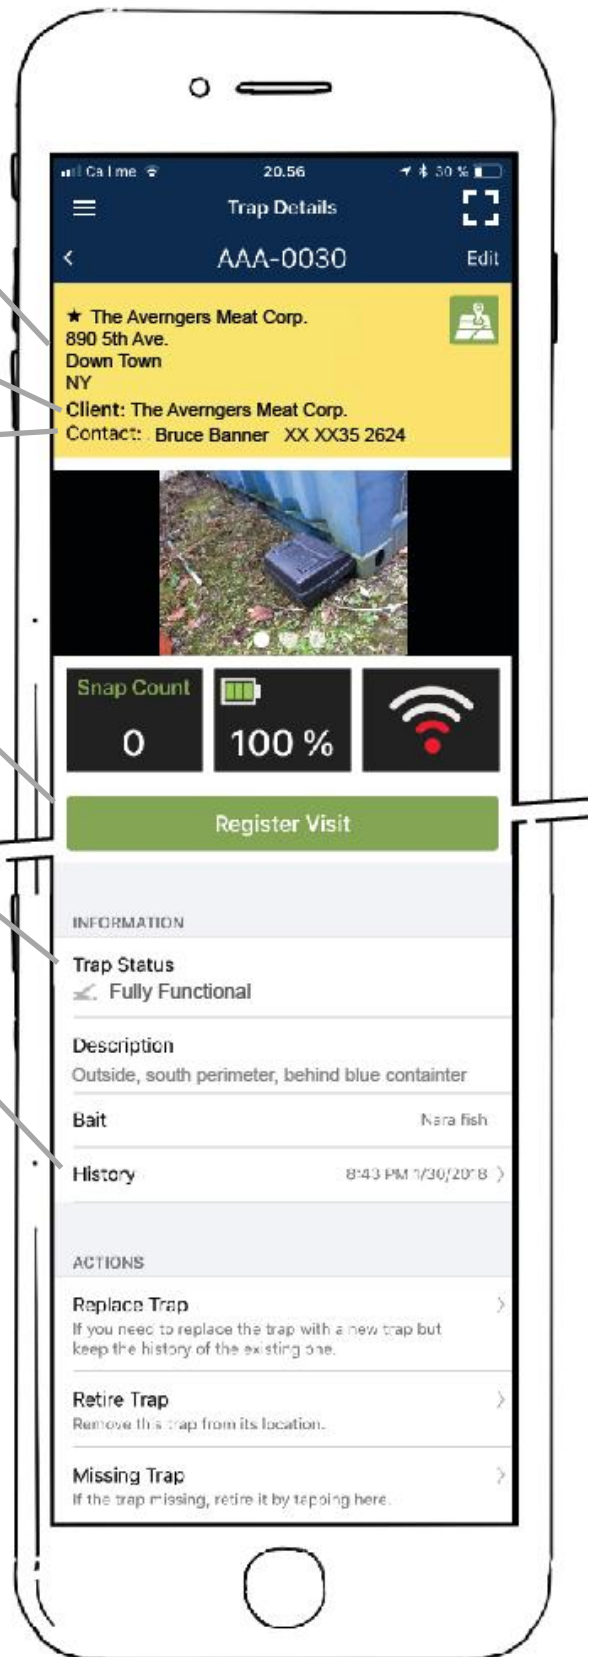 Call me 20.56 30 %
Trap Details
AAA-0030 Edit
★ The Averngers Meat Corp.
890 5th Ave.
Down Town
NY
Client: The Averngers Meat Corp.
Contact: . Bruce Banner XX XX35 2624
Snap Count
0
100 %
Register Visit
INFORMATION
Trap Status
Fully Functional
Description
Outside, south perimeter, behind blue containter
Bait Nara fish
History 8:43 PM 1/30/2018
ACTIONS
Replace Trap
If you need to replace the trap with a new trap but
keep the history of the existing one.
Retire Trap
Remove this trap from its location.
Missing Trap
If the trap missing, retire it by tapping here.